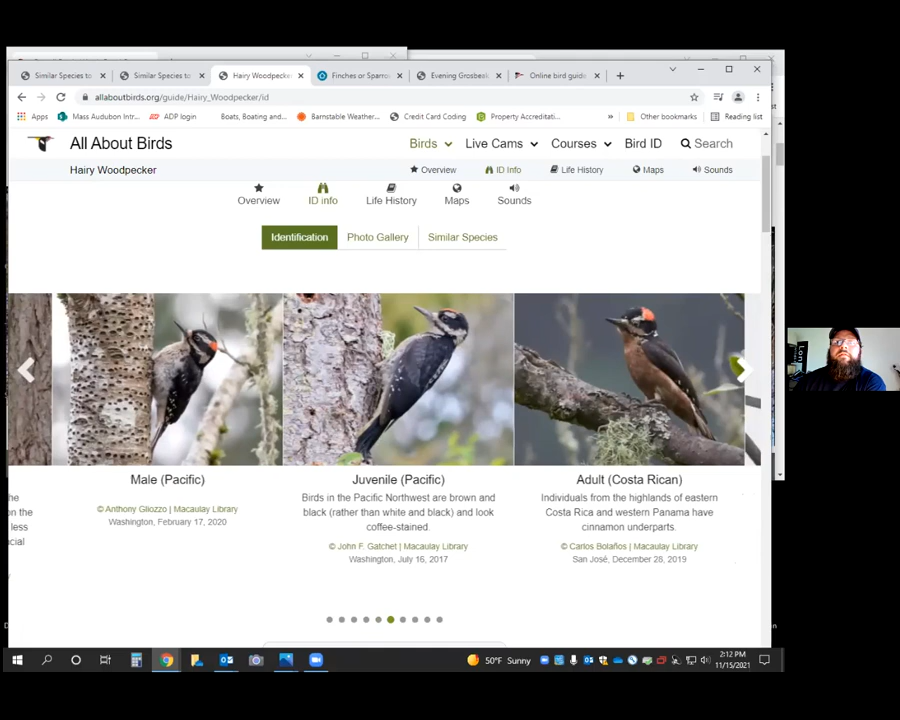 Similar Species to
Similar Species to
Hairy Woodpecke
Finches or Sparrow
Evening Grosbeak
Online bird guide
allaboutbirds.org/guide/Hairy_Woodpecker/id
Apps
Mass Audubon Intr...
ADP login
Boats, Boating and...
Barnstable Weather...
Credit Card Coding
Property Accreditati...
»
Other bookmarks
Reading list
All About Birds
Birds
Live Cams
Courses
Bird ID
Search
Hairy Woodpecker
Overview
ID Info
Life History
Maps
Sounds
Overview
ID info
Life History
Maps
Sounds
Identification
Photo Gallery
Similar Species
the
on the
less
cial
Male (Pacific)
© Anthony Gliozzo | Macaulay Library
Washington, February 17, 2020
Juvenile (Pacific)
Birds in the Pacific Northwest are brown and
black (rather than white and black) and look
coffee-stained.
© John F. Gatchet | Macaulay Library
Washington, July 16, 2017
Adult (Costa Rican)
Individuals from the highlands of eastern
Costa Rica and western Panama have
cinnamon underparts.
© Carlos Bolaños | Macaulay Library
San José, December 28, 2019
50°F Sunny
2:12 PM
11/15/2021